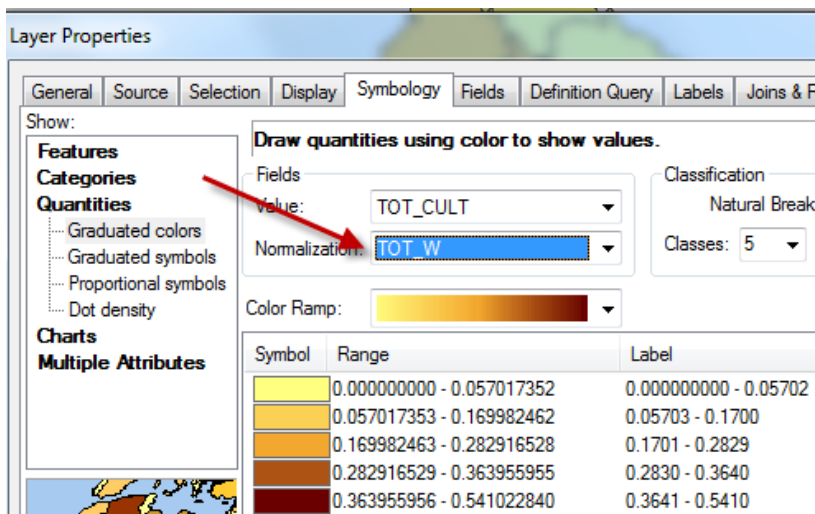 Layer Properties
General Source Selection Display Symbology Fields Definition Query Labels Joins &
Show:
Features
Categories
Quantities
Graduated colors
Graduated symbols
Proportional symbols
Dot density
Charts
Multiple Attributes
Draw quantities using color to show values.
Fields
Value: TOT_CULT
Normalization: TOT_W
Classification
Natural Break
Classes: 5
Color Ramp:
Symbol Range Label
0.000000000 - 0.057017352 0.000000000 - 0.05702
0.057017353 - 0.169982462 0.05703 - 0.1700
0.169982463 - 0.282916528 0.1701 - 0.2829
0.282916529 - 0.363955955 0.2830 - 0.3640
0.363955956 - 0.541022840 0.3641 - 0.5410